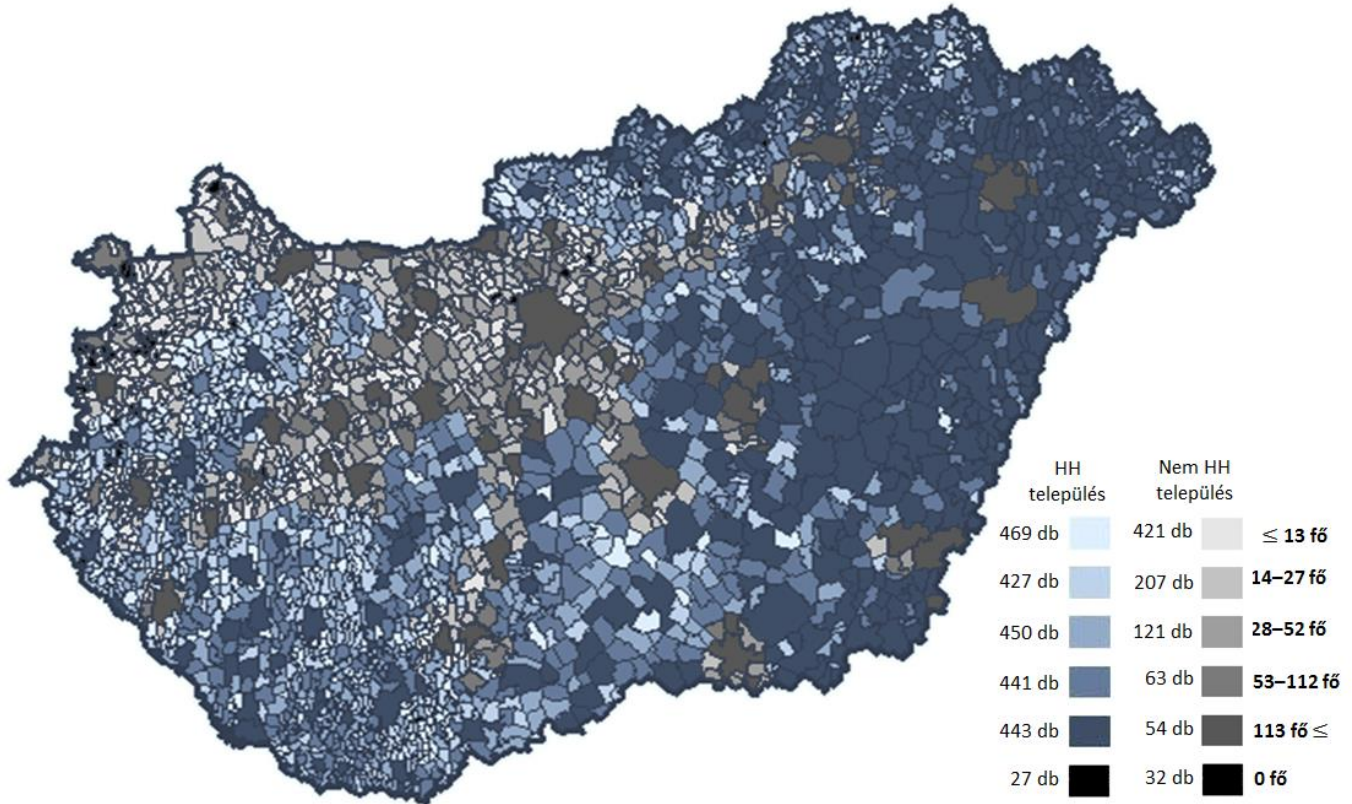 HH Nem HH
település település
469 db 421 db ≤ 13 fő
427 db 207 db 14–27 fő
450 db 121 db 28–52 fő
441 db 63 db 53–112 fő
443 db 54 db 113 fő ≤
27 db 32 db 0 fő